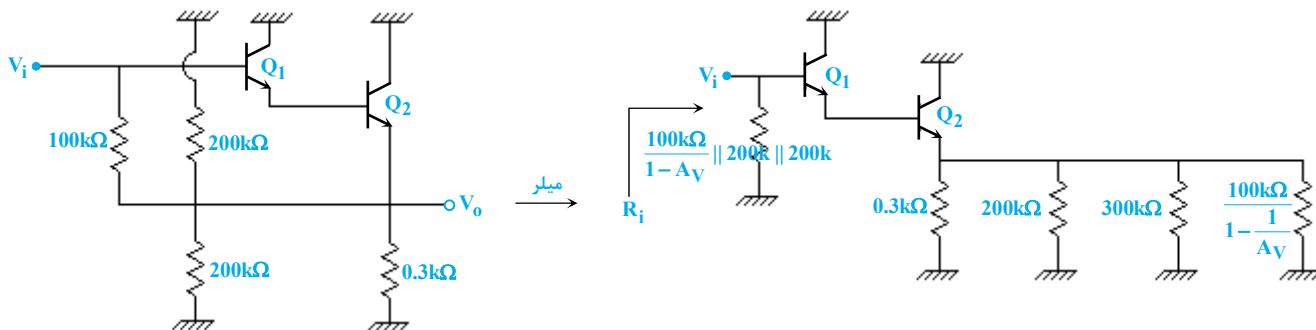 Vi
Q1
Q2
100kΩ
200kΩ
Vo
200kΩ
0.3kΩ
میلر
Ri
Vi
Q1
Q2
100kΩ / 1 − AV || 200k || 200k
0.3kΩ
200kΩ
300kΩ
100kΩ / 1 − 1 / AV